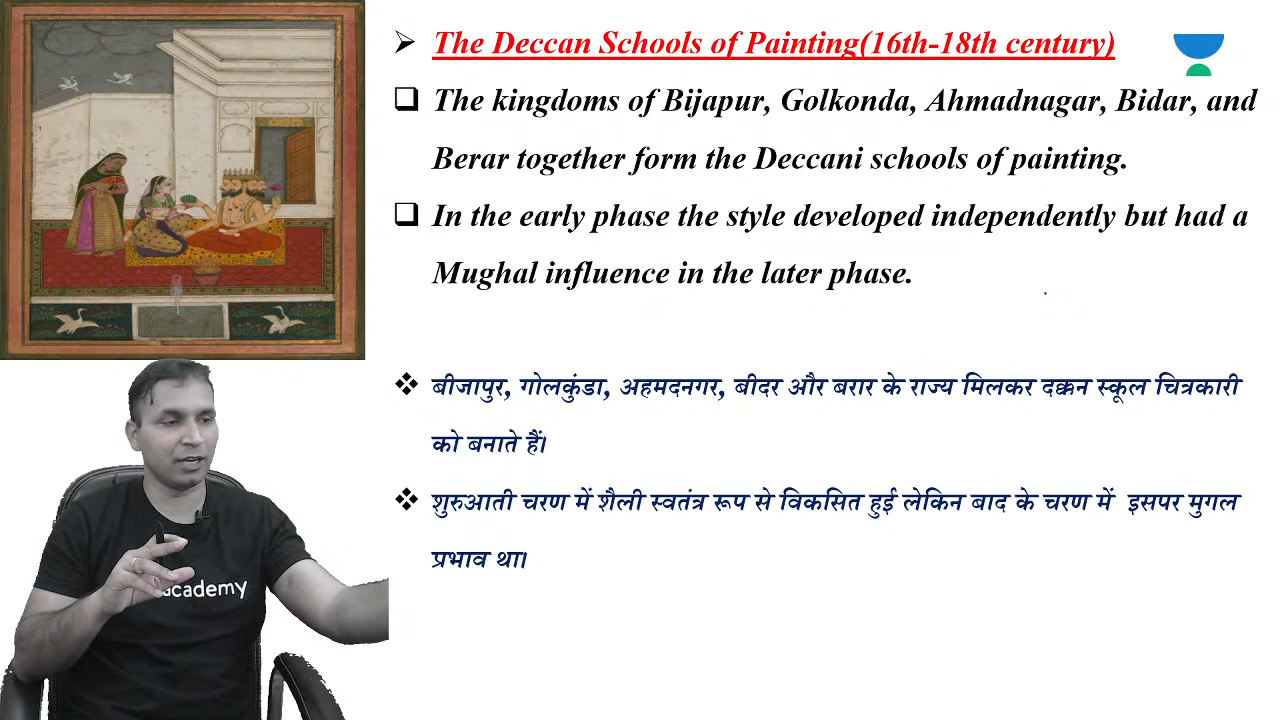 The Deccan Schools of Painting(16th-18th century)
The kingdoms of Bijapur, Golkonda, Ahmadnagar, Bidar, and
Berar together form the Deccani schools of painting.
In the early phase the style developed independently but had a
Mughal influence in the later phase.
बीजापुर, गोलकुंडा, अहमदनगर, बीदर और बरार के राज्य मिलकर दक्कन स्कूल चित्रकारी
को बनाते हैं।
शुरुआती चरण में शैली स्वतंत्र रूप से विकसित हुई लेकिन बाद के चरण में इसपर मुगल
प्रभाव था।
academy